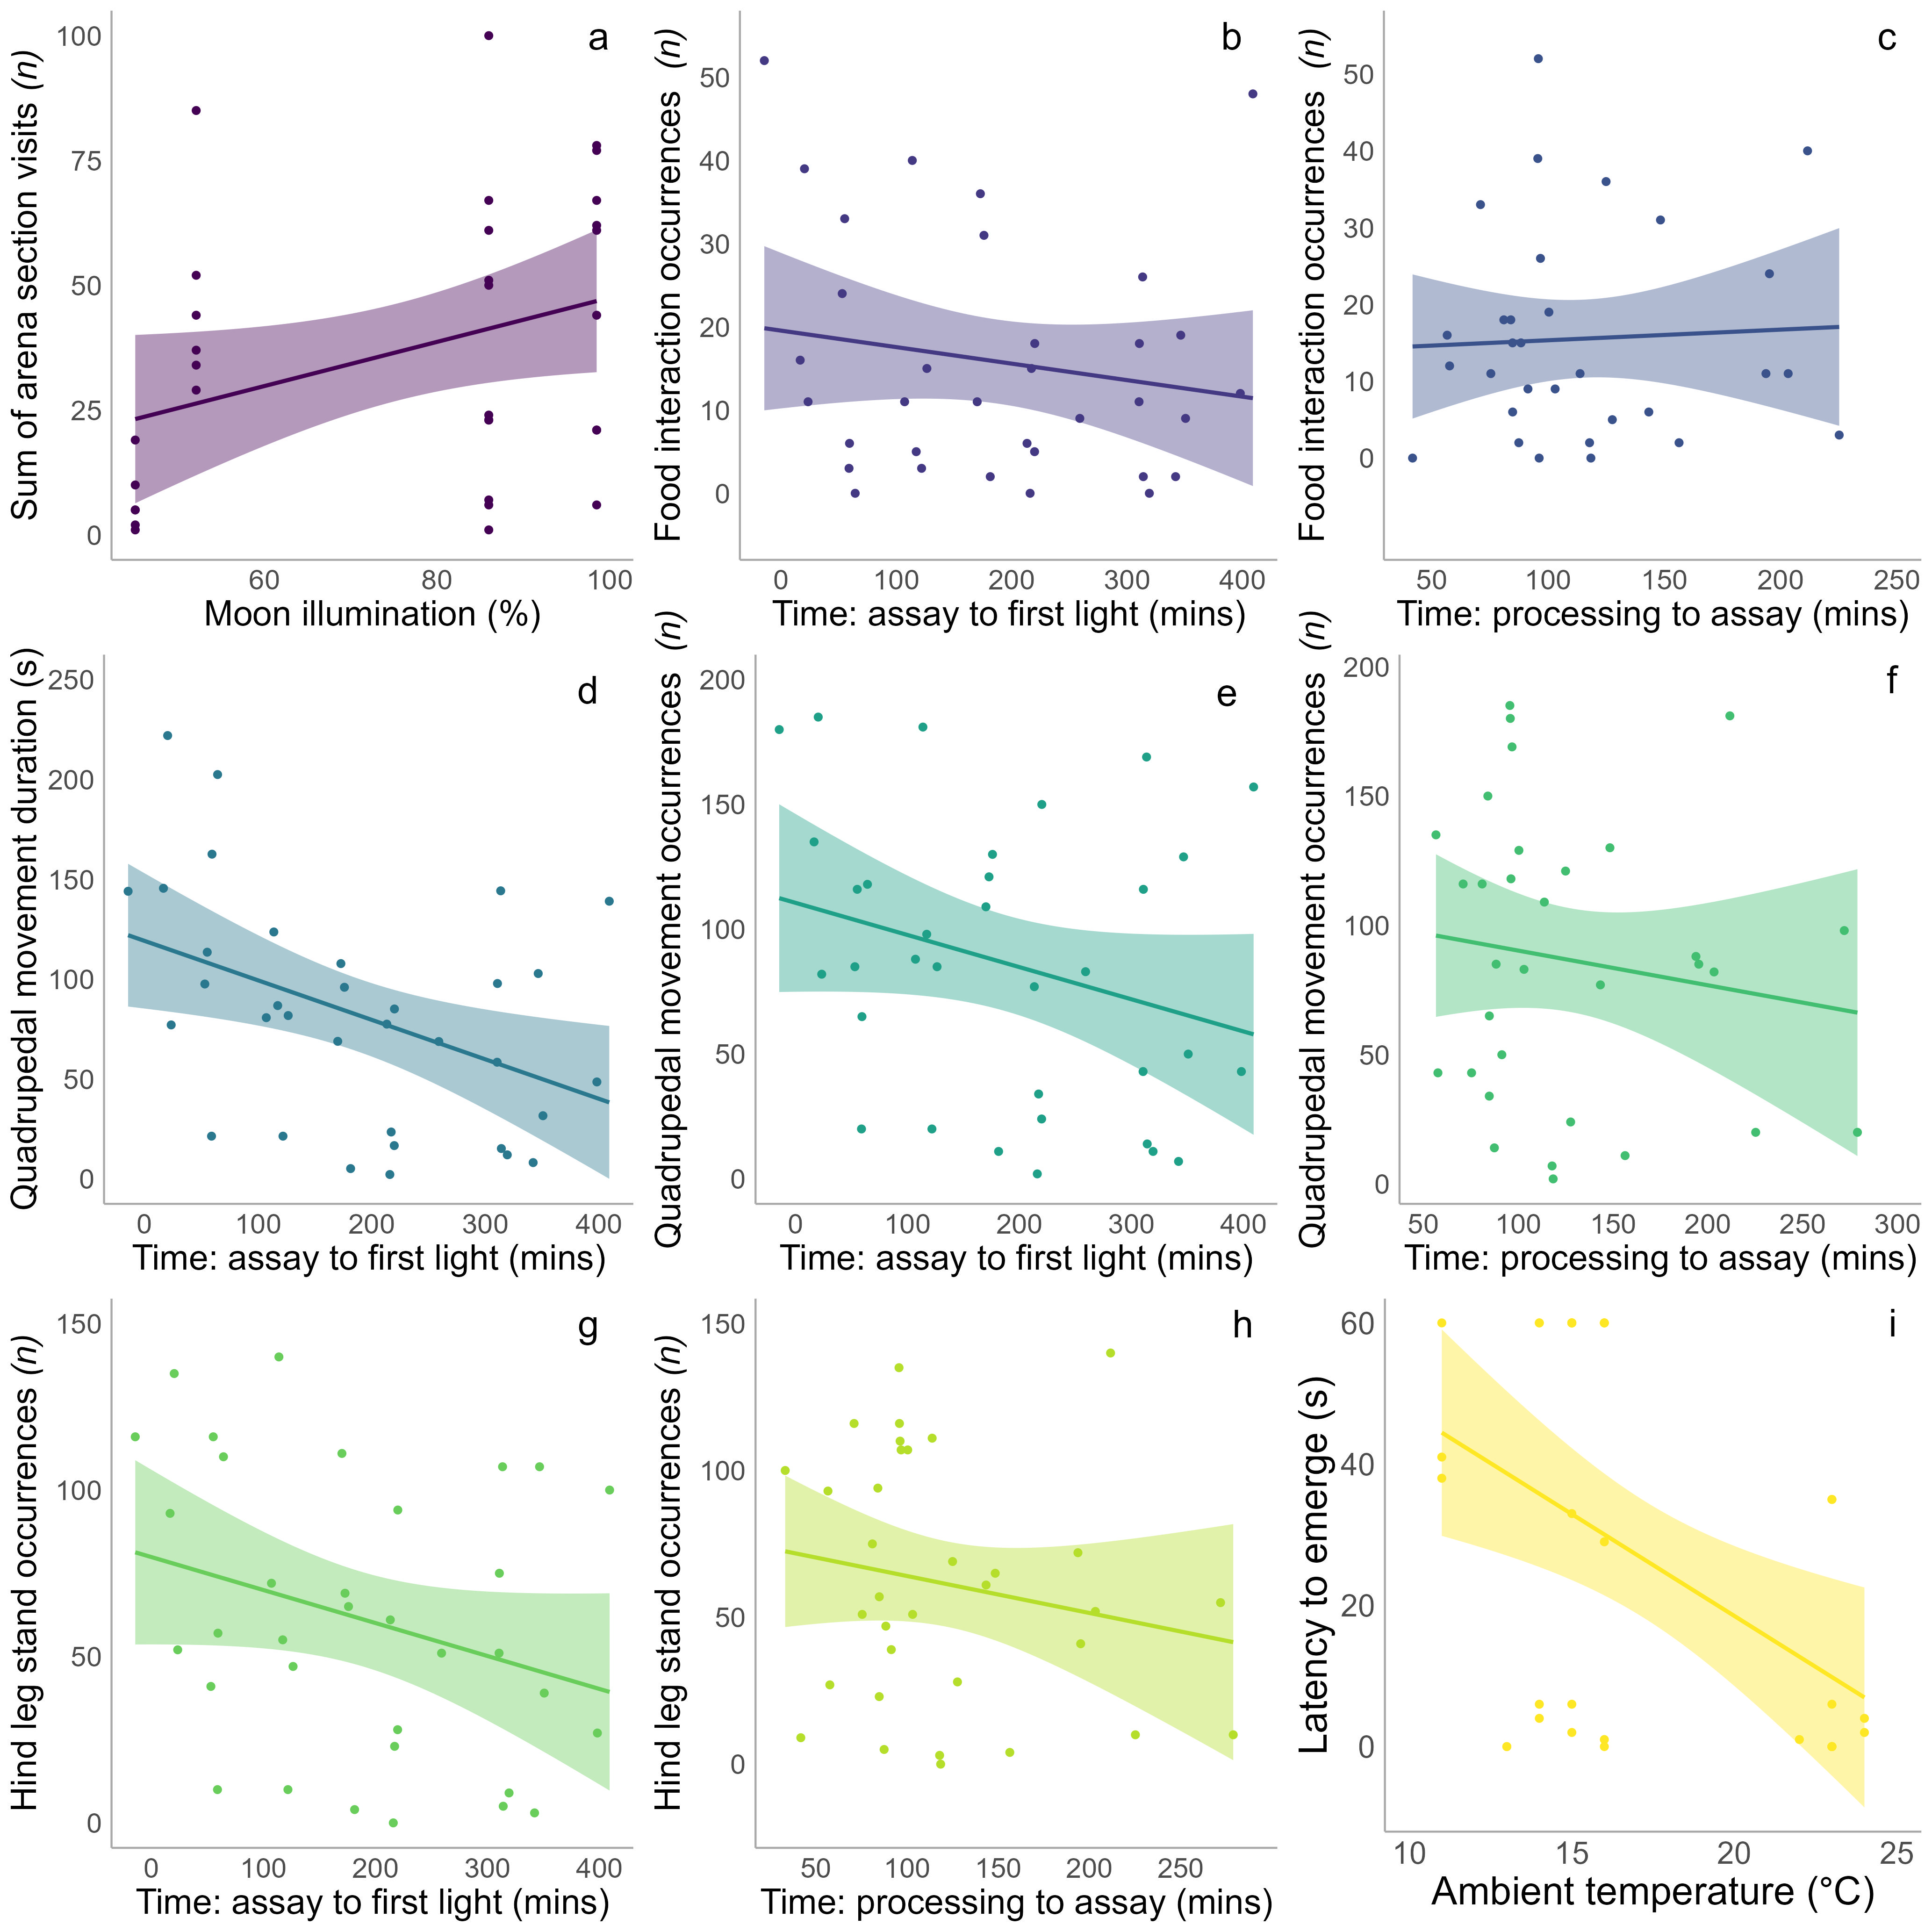 Sum of arena section visits (n)
100
75
50
25
0
a
60 80 100
Moon illumination (%)
Food interaction occurrences (n)
50
40
30
20
10
0
b
0 100 200 300 400
Time: assay to first light (mins)
Food interaction occurrences (n)
50
40
30
20
10
0
c
50 100 150 200 250
Time: processing to assay (mins)
Quadrupedal movement duration (s)
250
200
150
100
50
0
d
0 100 200 300 400
Time: assay to first light (mins)
Quadrupedal movement occurrences (n)
200
150
100
50
0
e
0 100 200 300 400
Time: assay to first light (mins)
Quadrupedal movement occurrences (n)
200
150
100
50
0
f
50 100 150 200 250 300
Time: processing to assay (mins)
Hind leg stand occurrences (n)
150
100
50
0
g
0 100 200 300 400
Time: assay to first light (mins)
Hind leg stand occurrences (n)
150
100
50
0
h
50 100 150 200 250
Time: processing to assay (mins)
Latency to emerge (s)
60
40
20
0
i
10 15 20 25
Ambient temperature (°C)